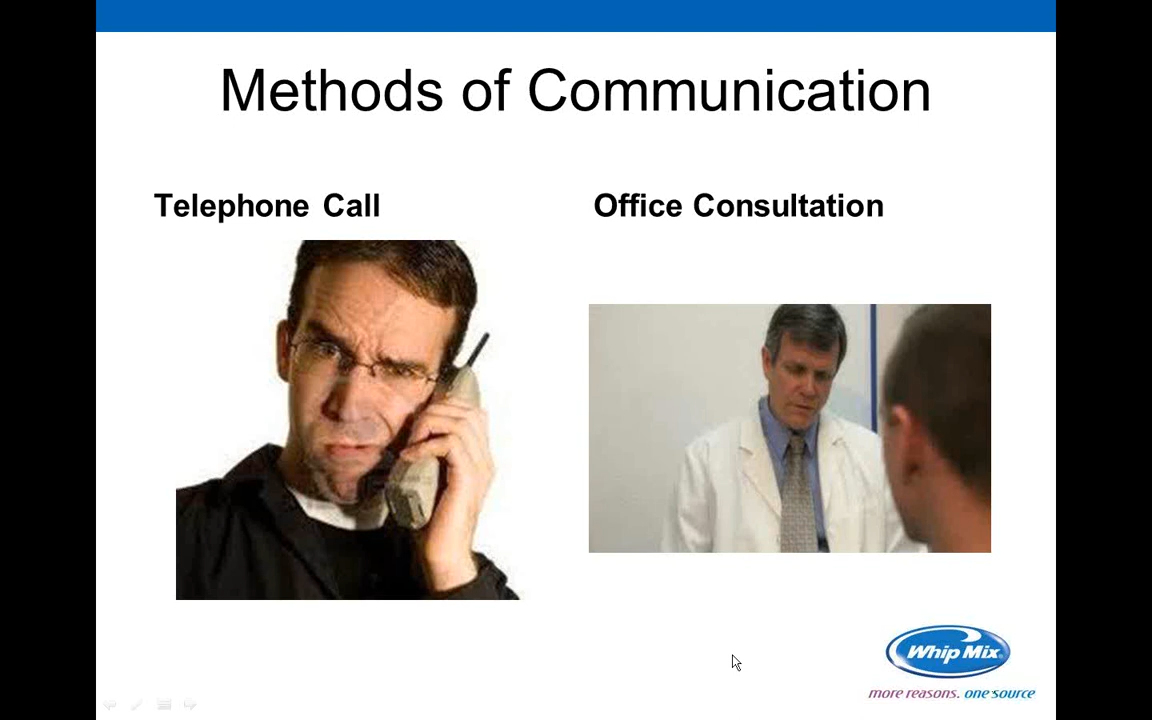 Methods of Communication
Telephone Call
Office Consultation
Whip Mix
more reasons. one source